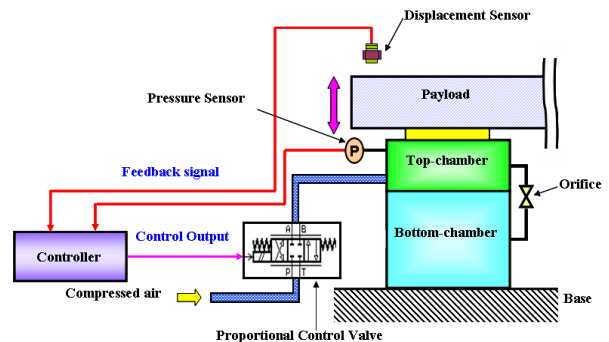 Displacement Sensor
Pressure Sensor
Payload
P
Top-chamber
Feedback signal
Orifice
A B
Control Output
Bottom-chamber
Controller
P T
Compressed air
Base
Proportional Control Valve